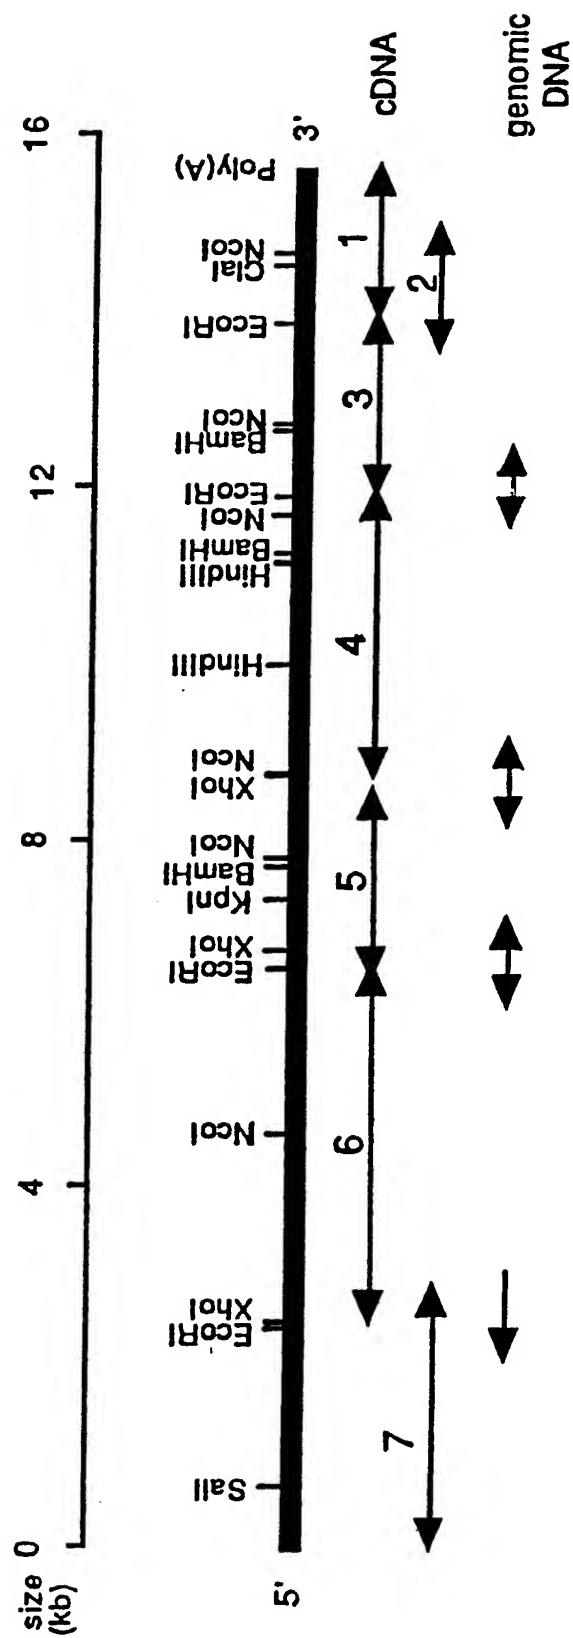 size
(kb)
0
4
8
12
16
SalI
EcoRI
XhoI
NcoI
EcoRI
XhoI
KpnI
BamHI
NcoI
XhoI
NcoI
HindIII
HindIII
BamHI
NcoI
EcoRI
BamHI
NcoI
EcoRI
ClaI
NcoI
Poly(A)
5'
3'
7
6
5
4
3
2
1
cDNA
genomic
DNA